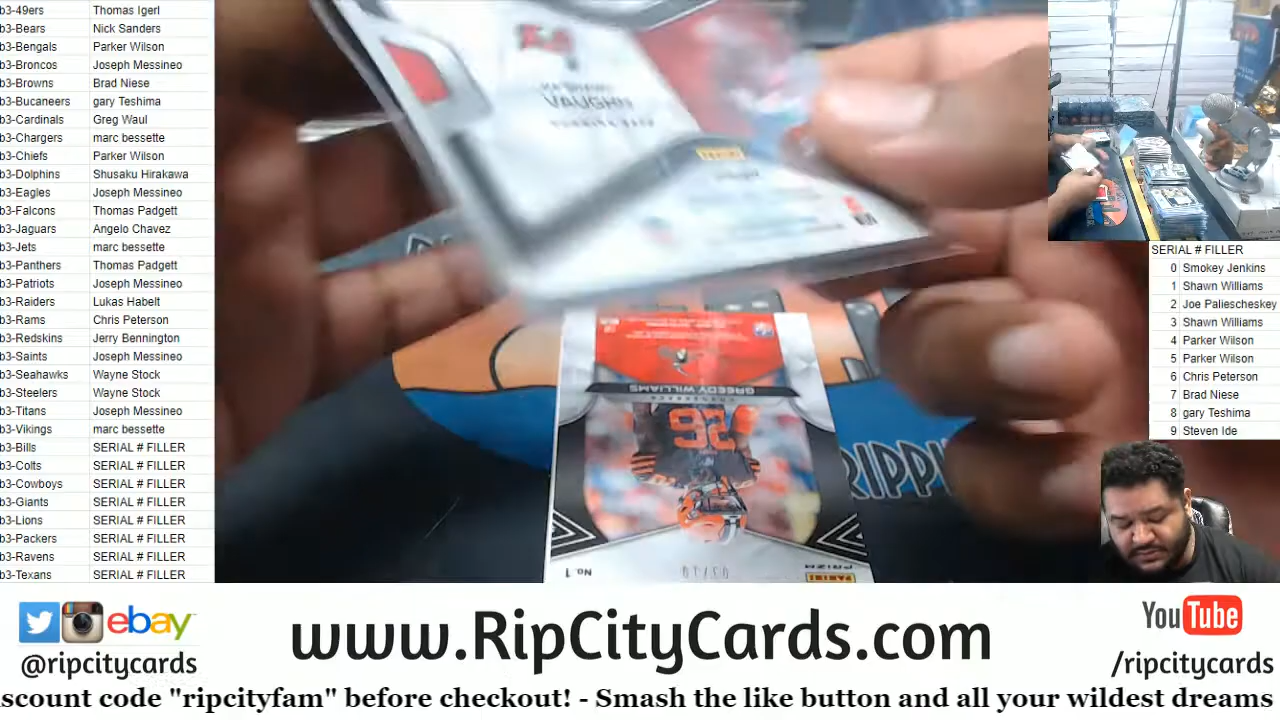 b3-49ers Thomas Igerl
b3-Bears Nick Sanders
b3-Bengals Parker Wilson
b3-Broncos Joseph Messineo
b3-Browns Brad Niese
b3-Bucaneers gary Teshima
b3-Cardinals Greg Waul
b3-Chargers marc bessette
b3-Chiefs Parker Wilson
b3-Dolphins Shusaku Hirakawa
b3-Eagles Joseph Messineo
b3-Falcons Thomas Padgett
b3-Jaguars Angelo Chavez
b3-Jets marc bessette
b3-Panthers Thomas Padgett
b3-Patriots Joseph Messineo
b3-Raiders Lukas Habelt
b3-Rams Chris Peterson
b3-Redskins Jerry Bennington
b3-Saints Joseph Messineo
b3-Seahawks Wayne Stock
b3-Steelers Wayne Stock
b3-Titans Joseph Messineo
b3-Vikings marc bessette
b3-Bills SERIAL # FILLER
b3-Colts SERIAL # FILLER
b3-Cowboys SERIAL # FILLER
b3-Giants SERIAL # FILLER
b3-Lions SERIAL # FILLER
b3-Packers SERIAL # FILLER
b3-Ravens SERIAL # FILLER
b3-Texans SERIAL # FILLER
VAUGHN
PANINI
GREEDY WILLIAMS
CORNERBACK
26
No.1
PRIZM
PANINI
RIPPI
SERIAL # FILLER
0 Smokey Jenkins
1 Shawn Williams
2 Joe Paliescheskey
3 Shawn Williams
4 Parker Wilson
5 Parker Wilson
6 Chris Peterson
7 Brad Niese
8 gary Teshima
9 Steven Ide
ebay
@ripcitycards
www.RipCityCards.com
YouTube
/ripcitycards
scount code "ripcityfam" before checkout! - Smash the like button and all your wildest dreams